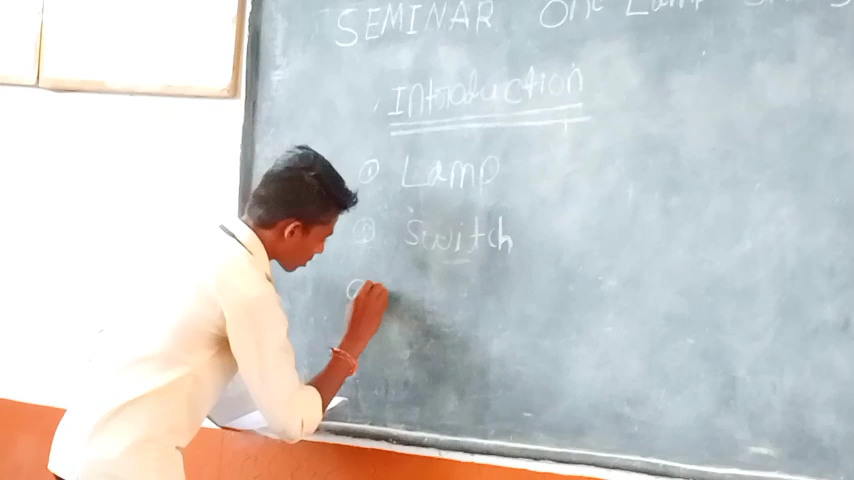 SEMINAR One Lamp
Introduction
① Lamp
② Switch